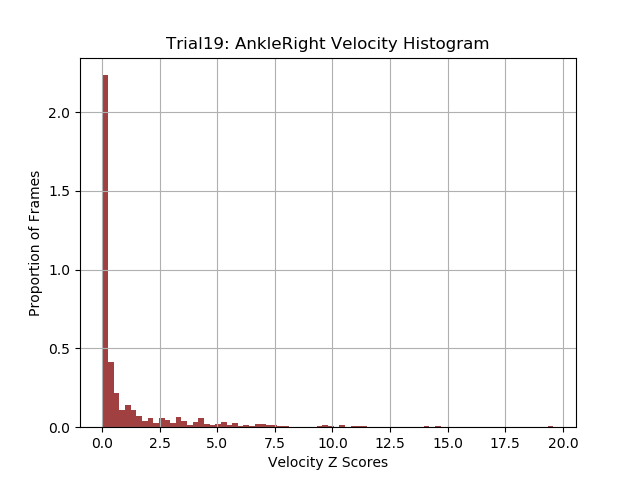 Trial19: AnkleRight Velocity Histogram
2.0
1.5
1.0
0.5
0.0
Proportion of Frames
0.0 2.5 5.0 7.5 10.0 12.5 15.0 17.5 20.0
Velocity Z Scores